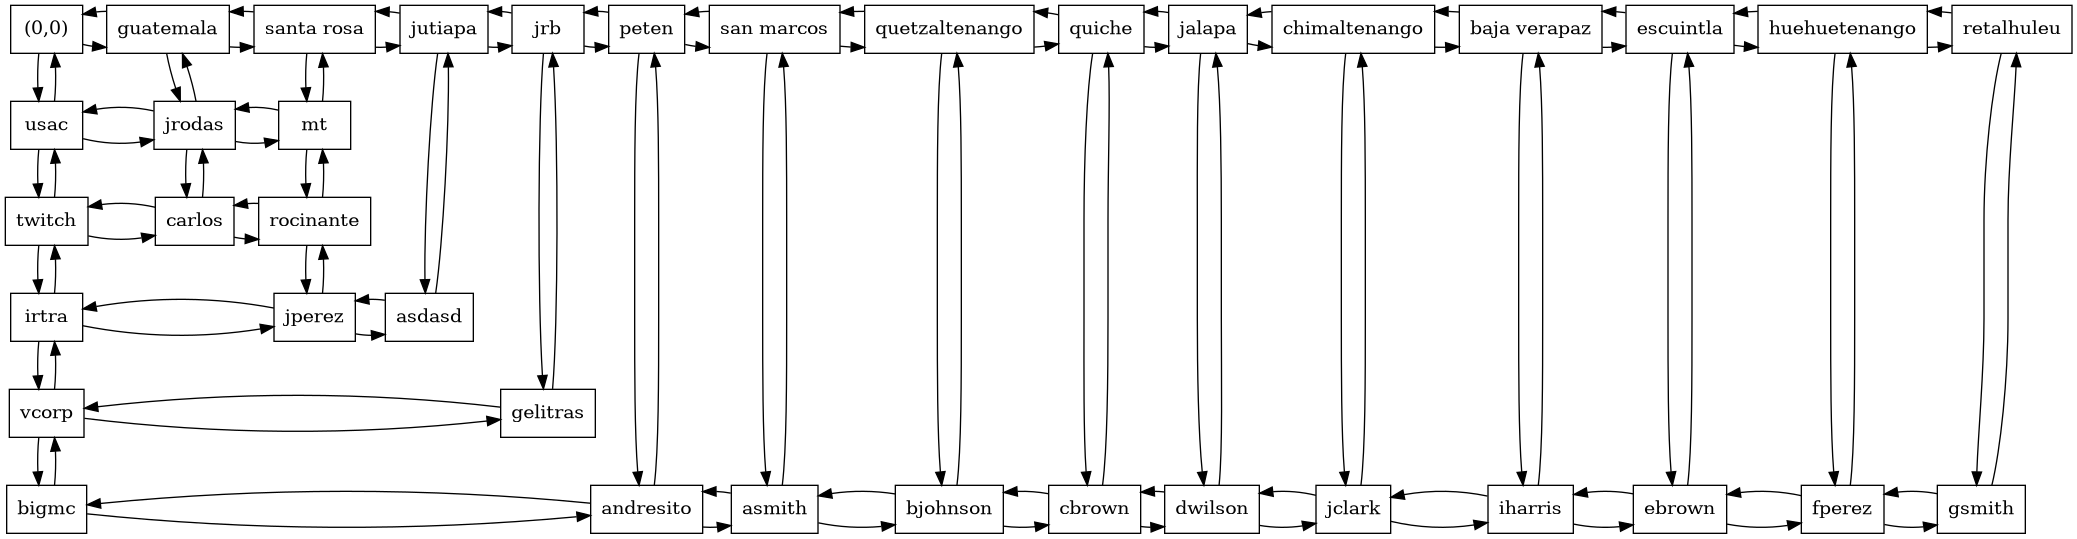 (0,0) guatemala santa rosa jutiapa jrb peten san marcos quetzaltenango quiche jalapa chimaltenango baja verapaz escuintla huehuetenango retalhuleu
usac jrodas mt
twitch carlos rocinante
irtra jperez asdasd
vcorp gelitras
bigmc andresito asmith bjohnson cbrown dwilson jclark iharris ebrown fperez gsmith